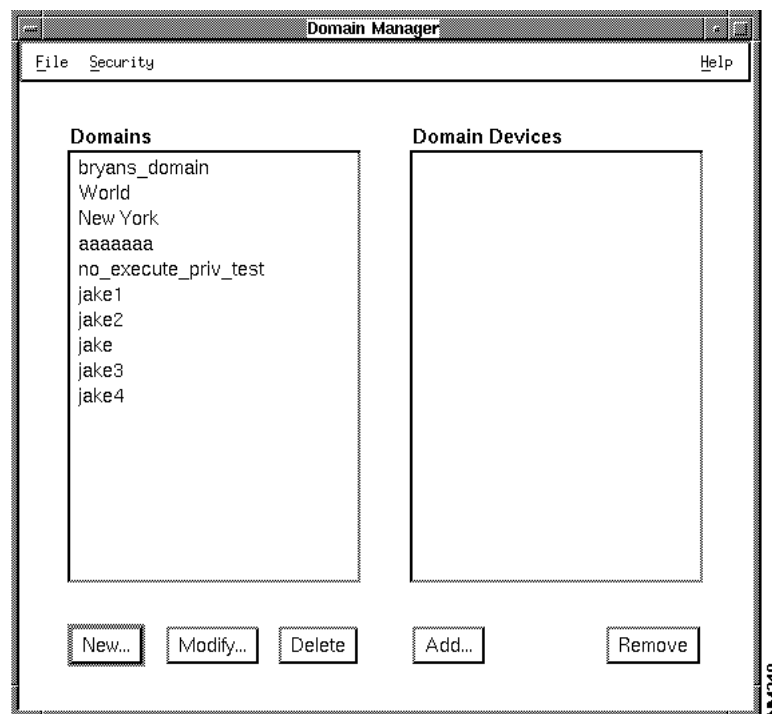 Domain Manager
File Security Help
Domains
bryans_domain
World
New York
aaaaaaa
no_execute_priv_test
jake1
jake2
jake
jake3
jake4
Domain Devices
New... Modify... Delete Add... Remove